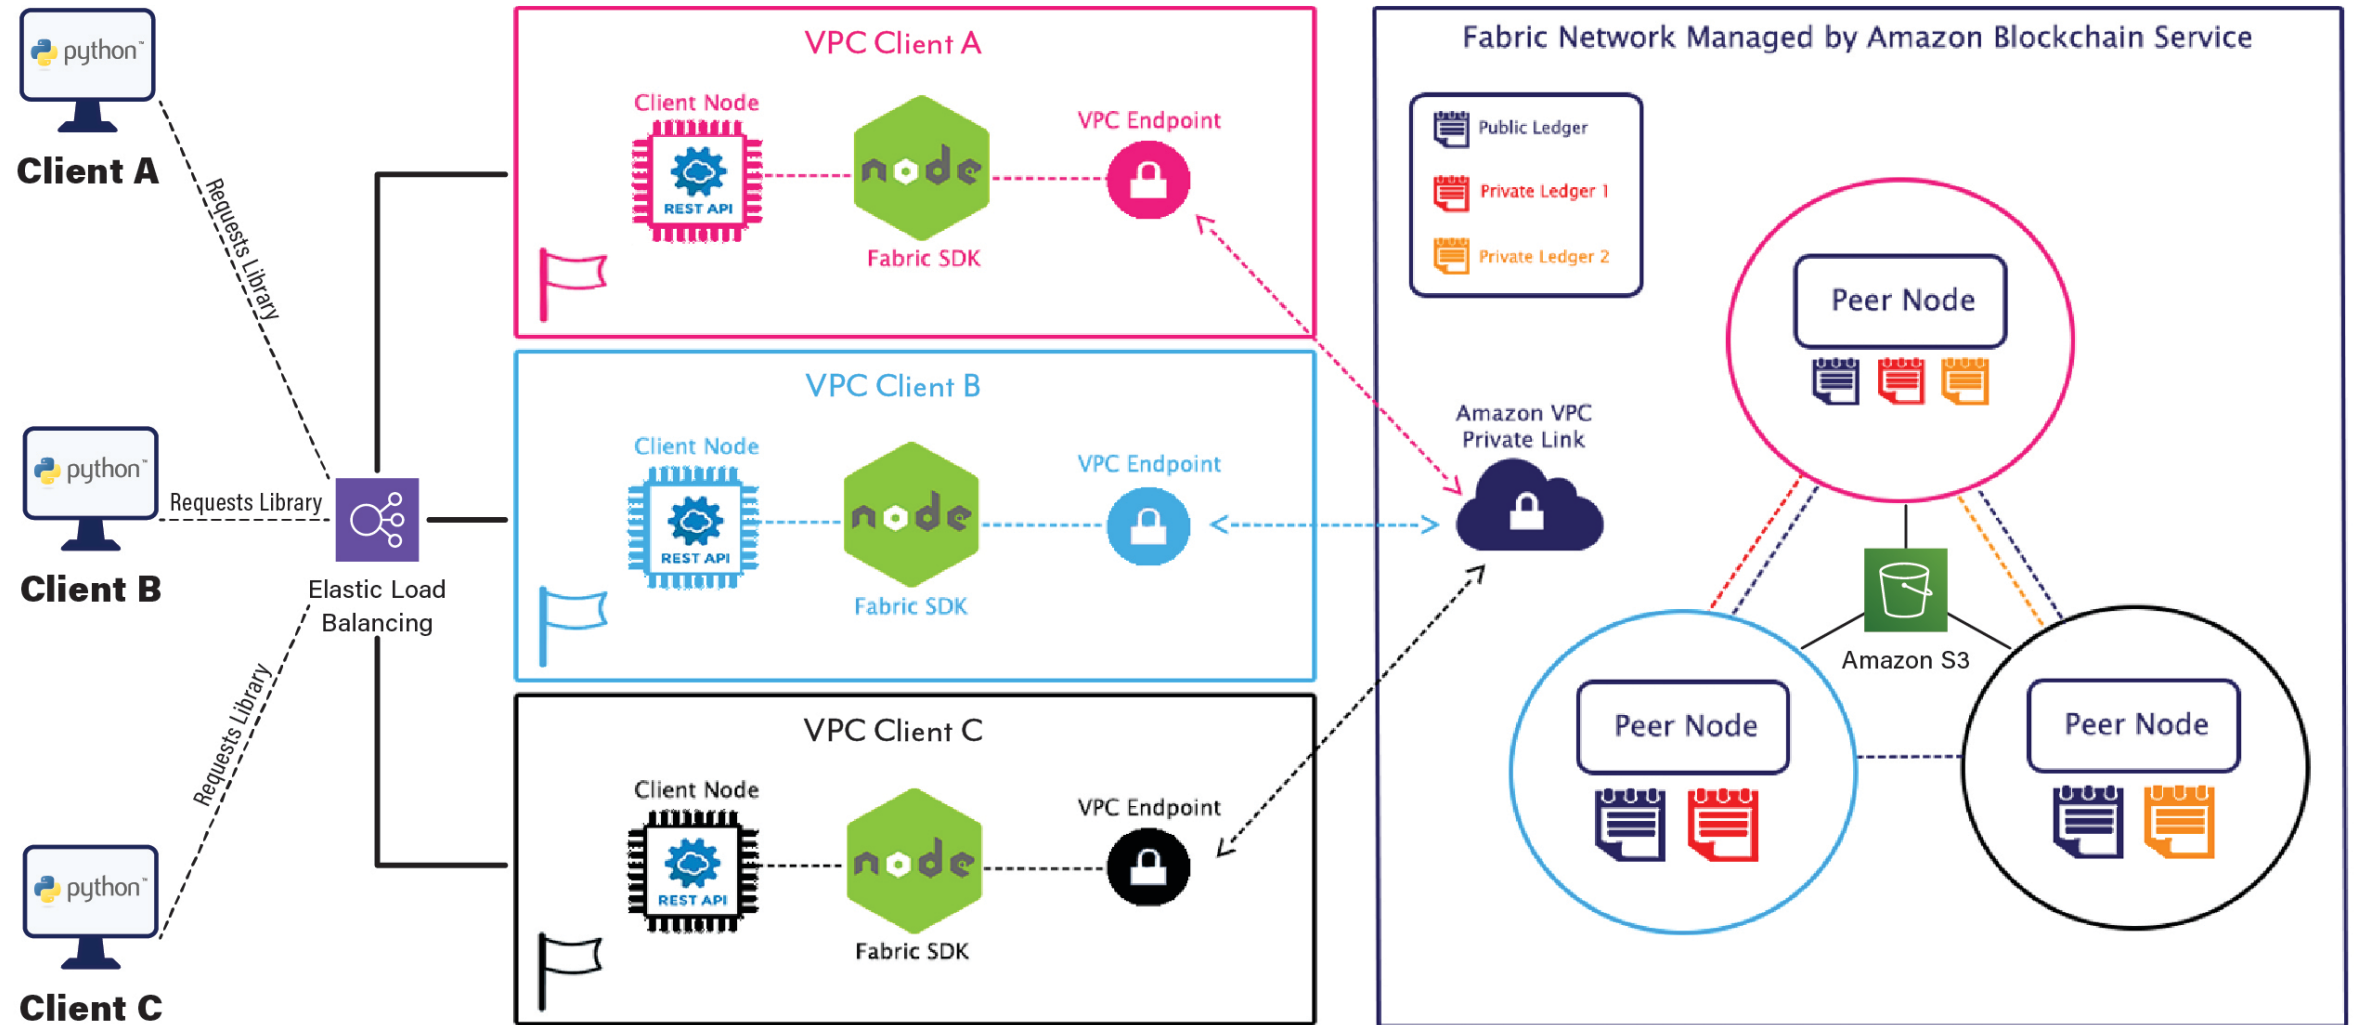 python™
Client A
Requests Library
python™
Client B
Requests Library
python™
Client C
Requests Library
Elastic Load
Balancing
VPC Client A
Client Node
REST API
node
Fabric SDK
VPC Endpoint
VPC Client B
Client Node
REST API
node
Fabric SDK
VPC Endpoint
VPC Client C
Client Node
REST API
node
Fabric SDK
VPC Endpoint
Fabric Network Managed by Amazon Blockchain Service
Public Ledger
Private Ledger 1
Private Ledger 2
Amazon VPC
Private Link
Peer Node
Amazon S3
Peer Node
Peer Node